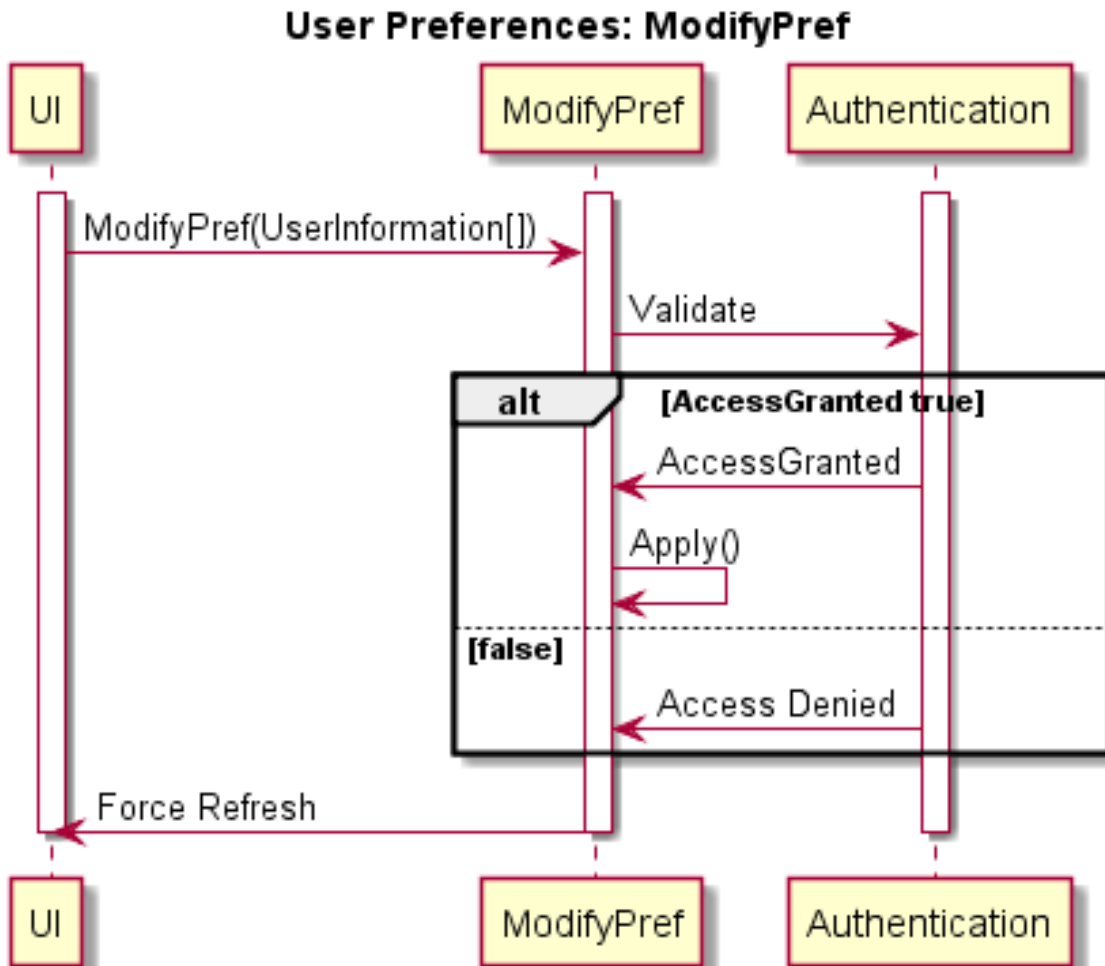 User Preferences: ModifyPref
UI
ModifyPref
Authentication
ModifyPref(UserInformation[])
Validate
alt
[AccessGranted true]
AccessGranted
Apply()
[false]
Access Denied
Force Refresh
UI
ModifyPref
Authentication